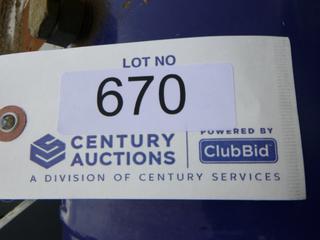 LOT NO
670
CENTURY AUCTIONS
POWERED BY
ClubBid
A DIVISION OF CENTURY SERVICES